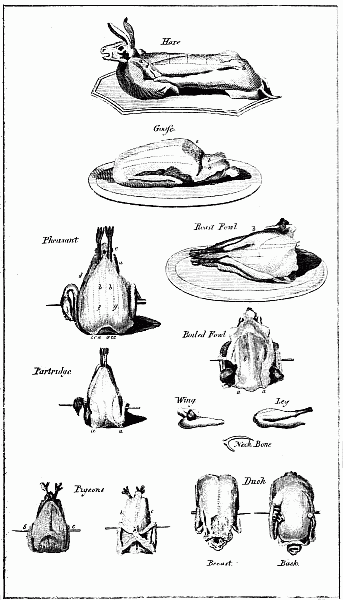 Hare
Goose
Pheasant
Roast Fowl
Boiled Fowl
Partridge
Wing
Leg
Neck Bone
Pigeons
Duck
Breast
Back